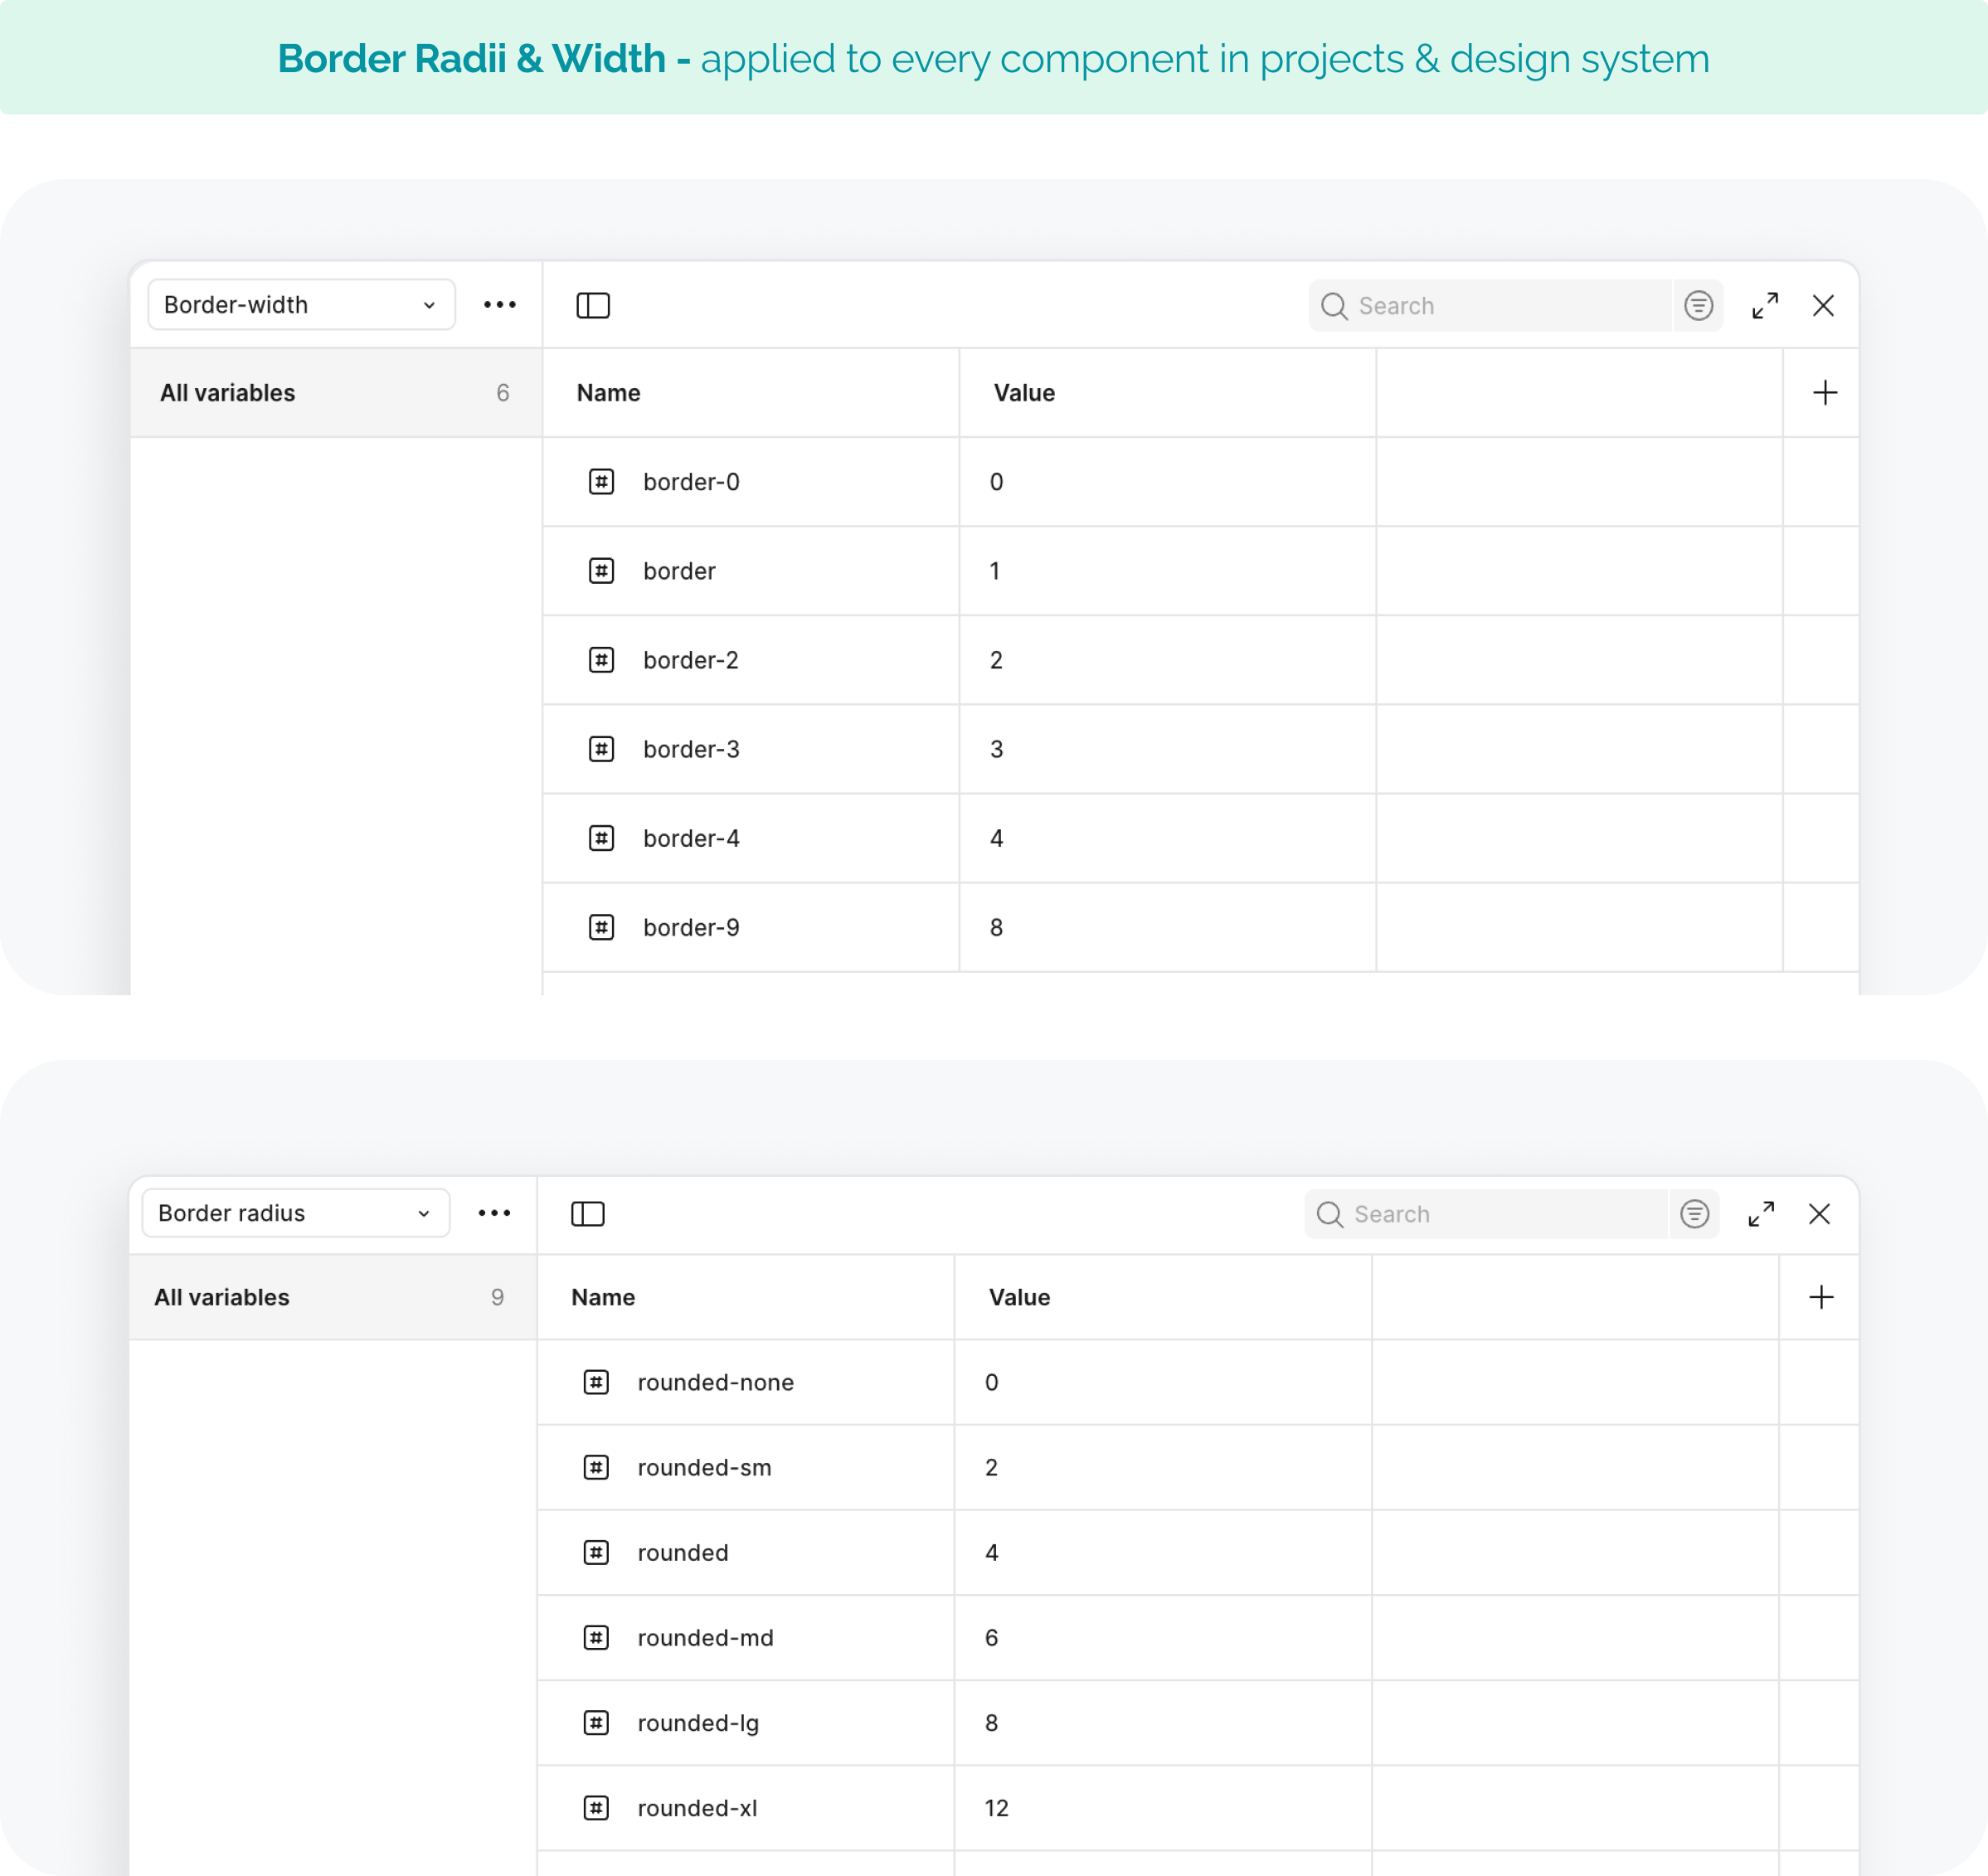 Border Radii & Width - applied to every component in projects & design system
Border-width
Search
All variables 6 Name Value
border-0 0
border 1
border-2 2
border-3 3
border-4 4
border-9 8
Border radius
Search
All variables 9 Name Value
rounded-none 0
rounded-sm 2
rounded 4
rounded-md 6
rounded-lg 8
rounded-xl 12